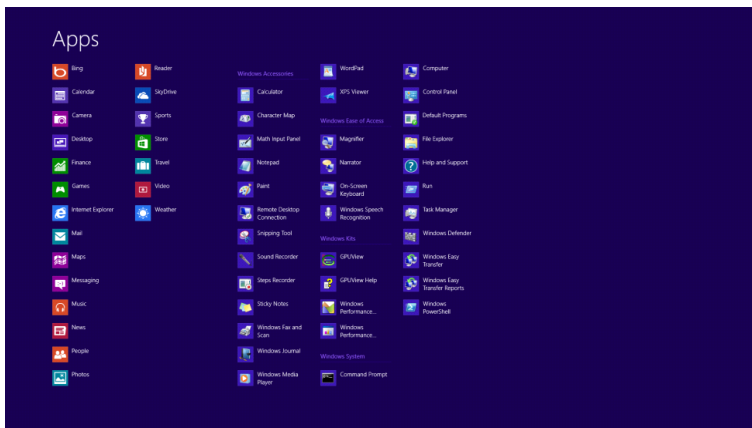 Apps
Bing
Calendar
Camera
Desktop
Finance
Games
Internet Explorer
Mail
Maps
Messaging
Music
News
People
Photos
Reader
SkyDrive
Sports
Store
Travel
Video
Weather
Windows Accessories
Calculator
Character Map
Math Input Panel
Notepad
Paint
Remote Desktop
Connection
Snipping Tool
Sound Recorder
Steps Recorder
Sticky Notes
Windows Fax and
Scan
Windows Journal
Windows Media
Player
WordPad
XPS Viewer
Windows Ease of Access
Magnifier
Narrator
On-Screen
Keyboard
Windows Speech
Recognition
Windows Kits
GPUView
GPUView Help
Windows
Performance...
Windows
Performance...
Windows System
Command Prompt
Computer
Control Panel
Default Programs
File Explorer
Help and Support
Run
Task Manager
Windows Defender
Windows Easy
Transfer
Windows Easy
Transfer Reports
Windows
PowerShell